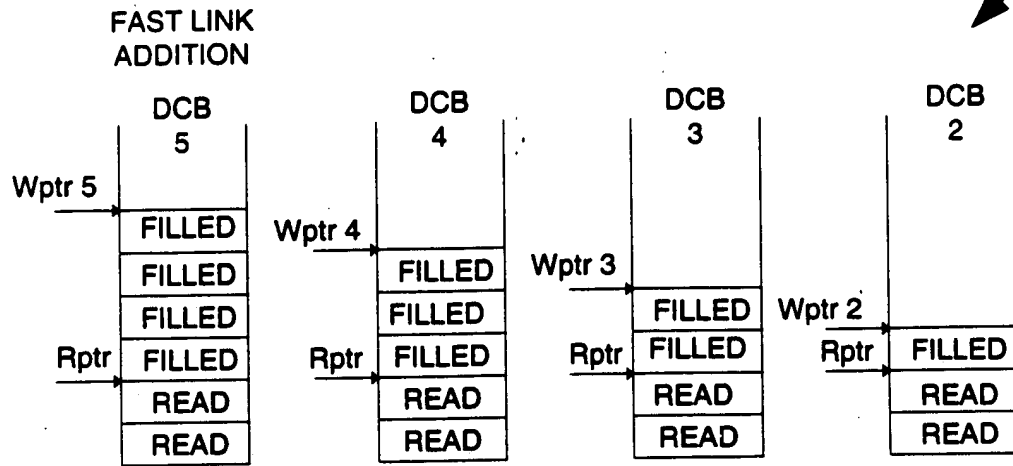 FAST LINK
ADDITION
DCB
5
DCB
4
DCB
3
DCB
2
Wptr 5
FILLED
FILLED
FILLED
FILLED
Rptr
READ
READ
Wptr 4
FILLED
FILLED
FILLED
Rptr
READ
READ
Wptr 3
FILLED
FILLED
Rptr
READ
READ
Wptr 2
FILLED
Rptr
READ
READ